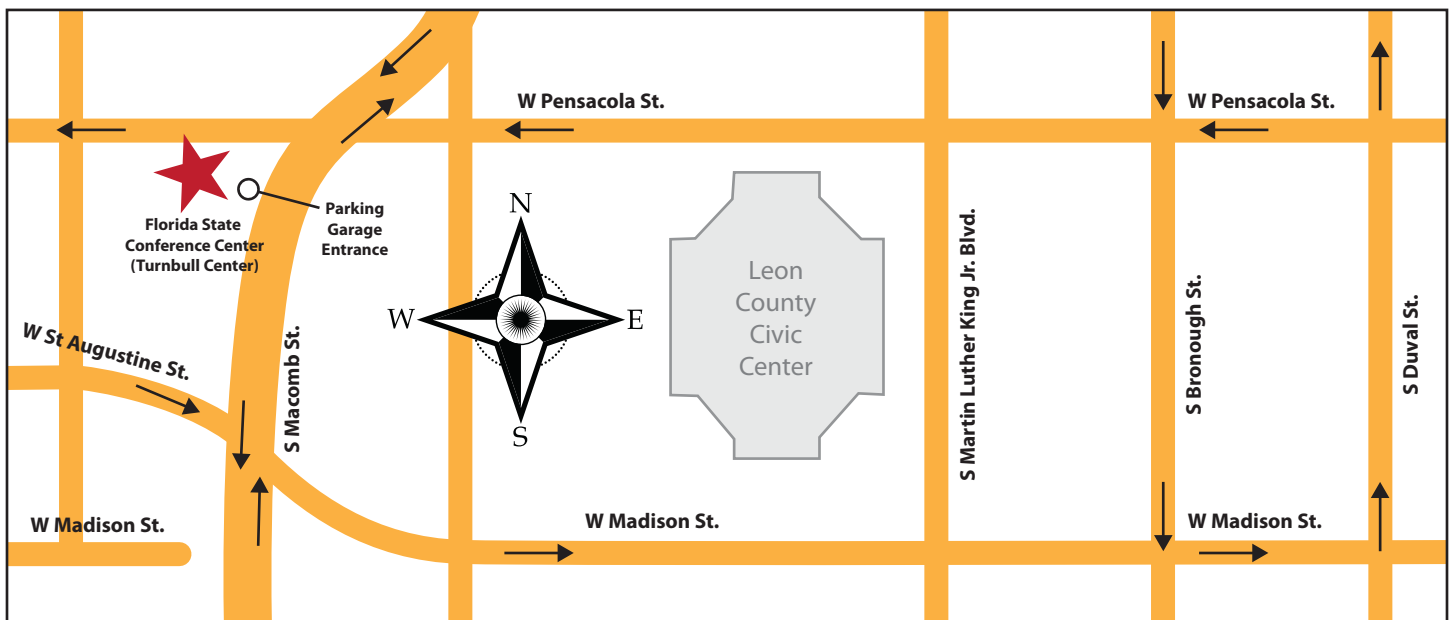 W Pensacola St.
W Pensacola St.
Florida State
Conference Center
(Turnbull Center)
Parking
Garage
Entrance
N
W
E
S
Leon
County
Civic
Center
S Martin Luther King Jr. Blvd.
S Bronough St.
S Duval St.
W St Augustine St.
S Macomb St.
W Madison St.
W Madison St.
W Madison St.